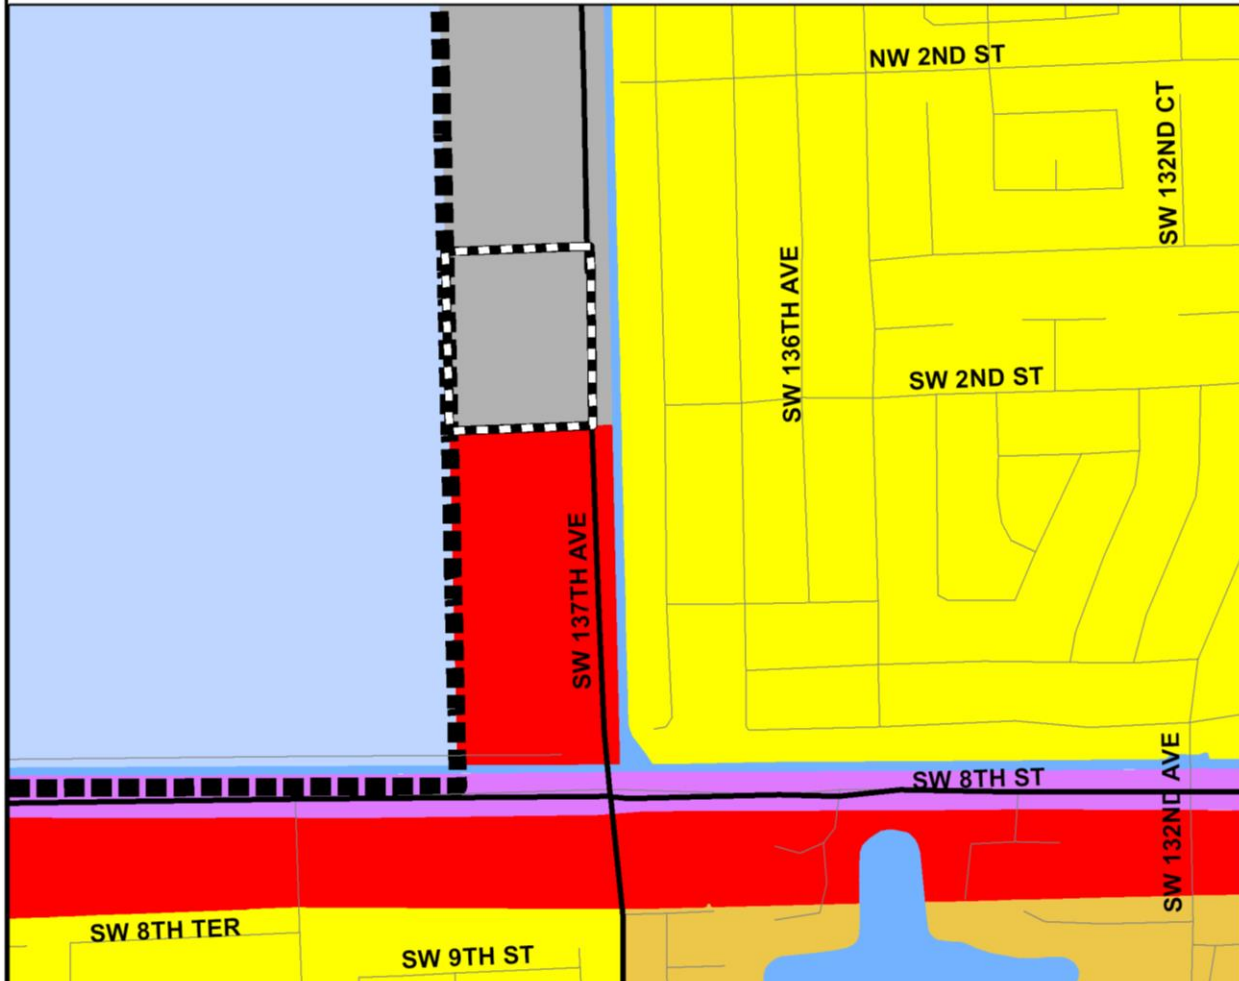 NW 2ND ST
SW 132ND CT
SW 136TH AVE
SW 2ND ST
SW 137TH AVE
SW 8TH ST
SW 132ND AVE
SW 8TH TER
SW 9TH ST